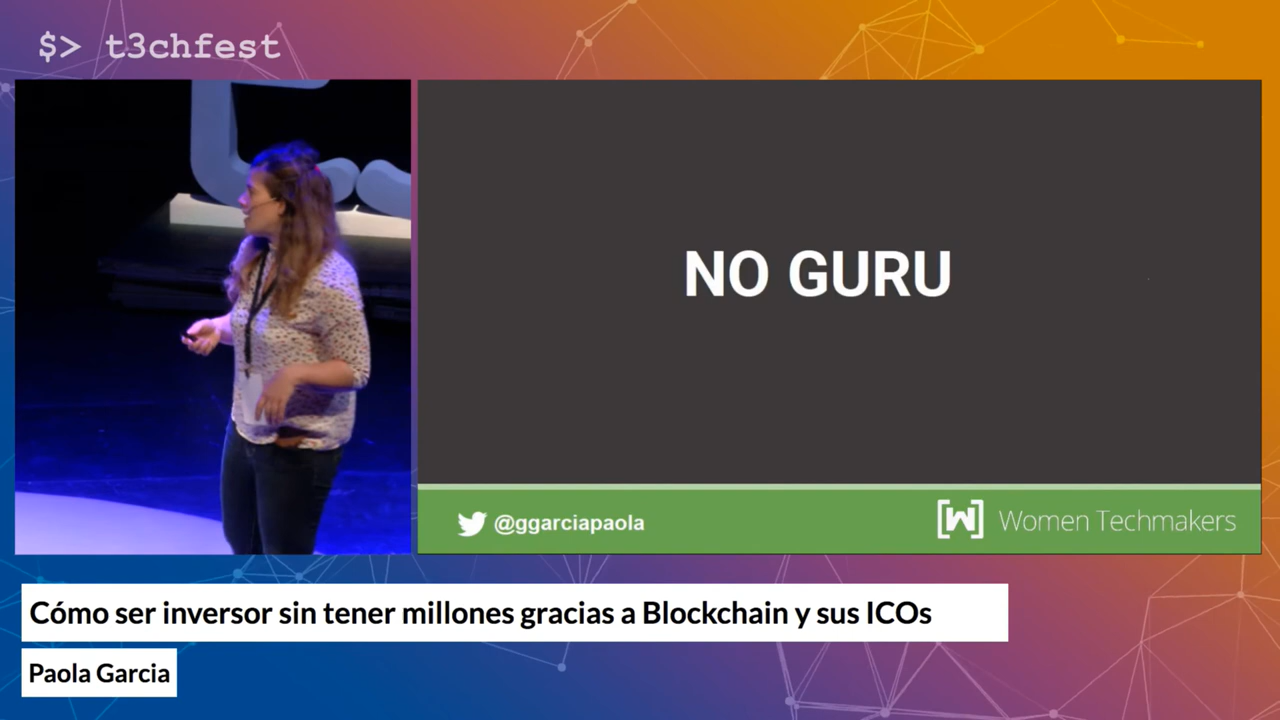 $> t3chfest
NO GURU
@ggarciapaola
[W] Women Techmakers
Cómo ser inversor sin tener millones gracias a Blockchain y sus ICOs
Paola Garcia